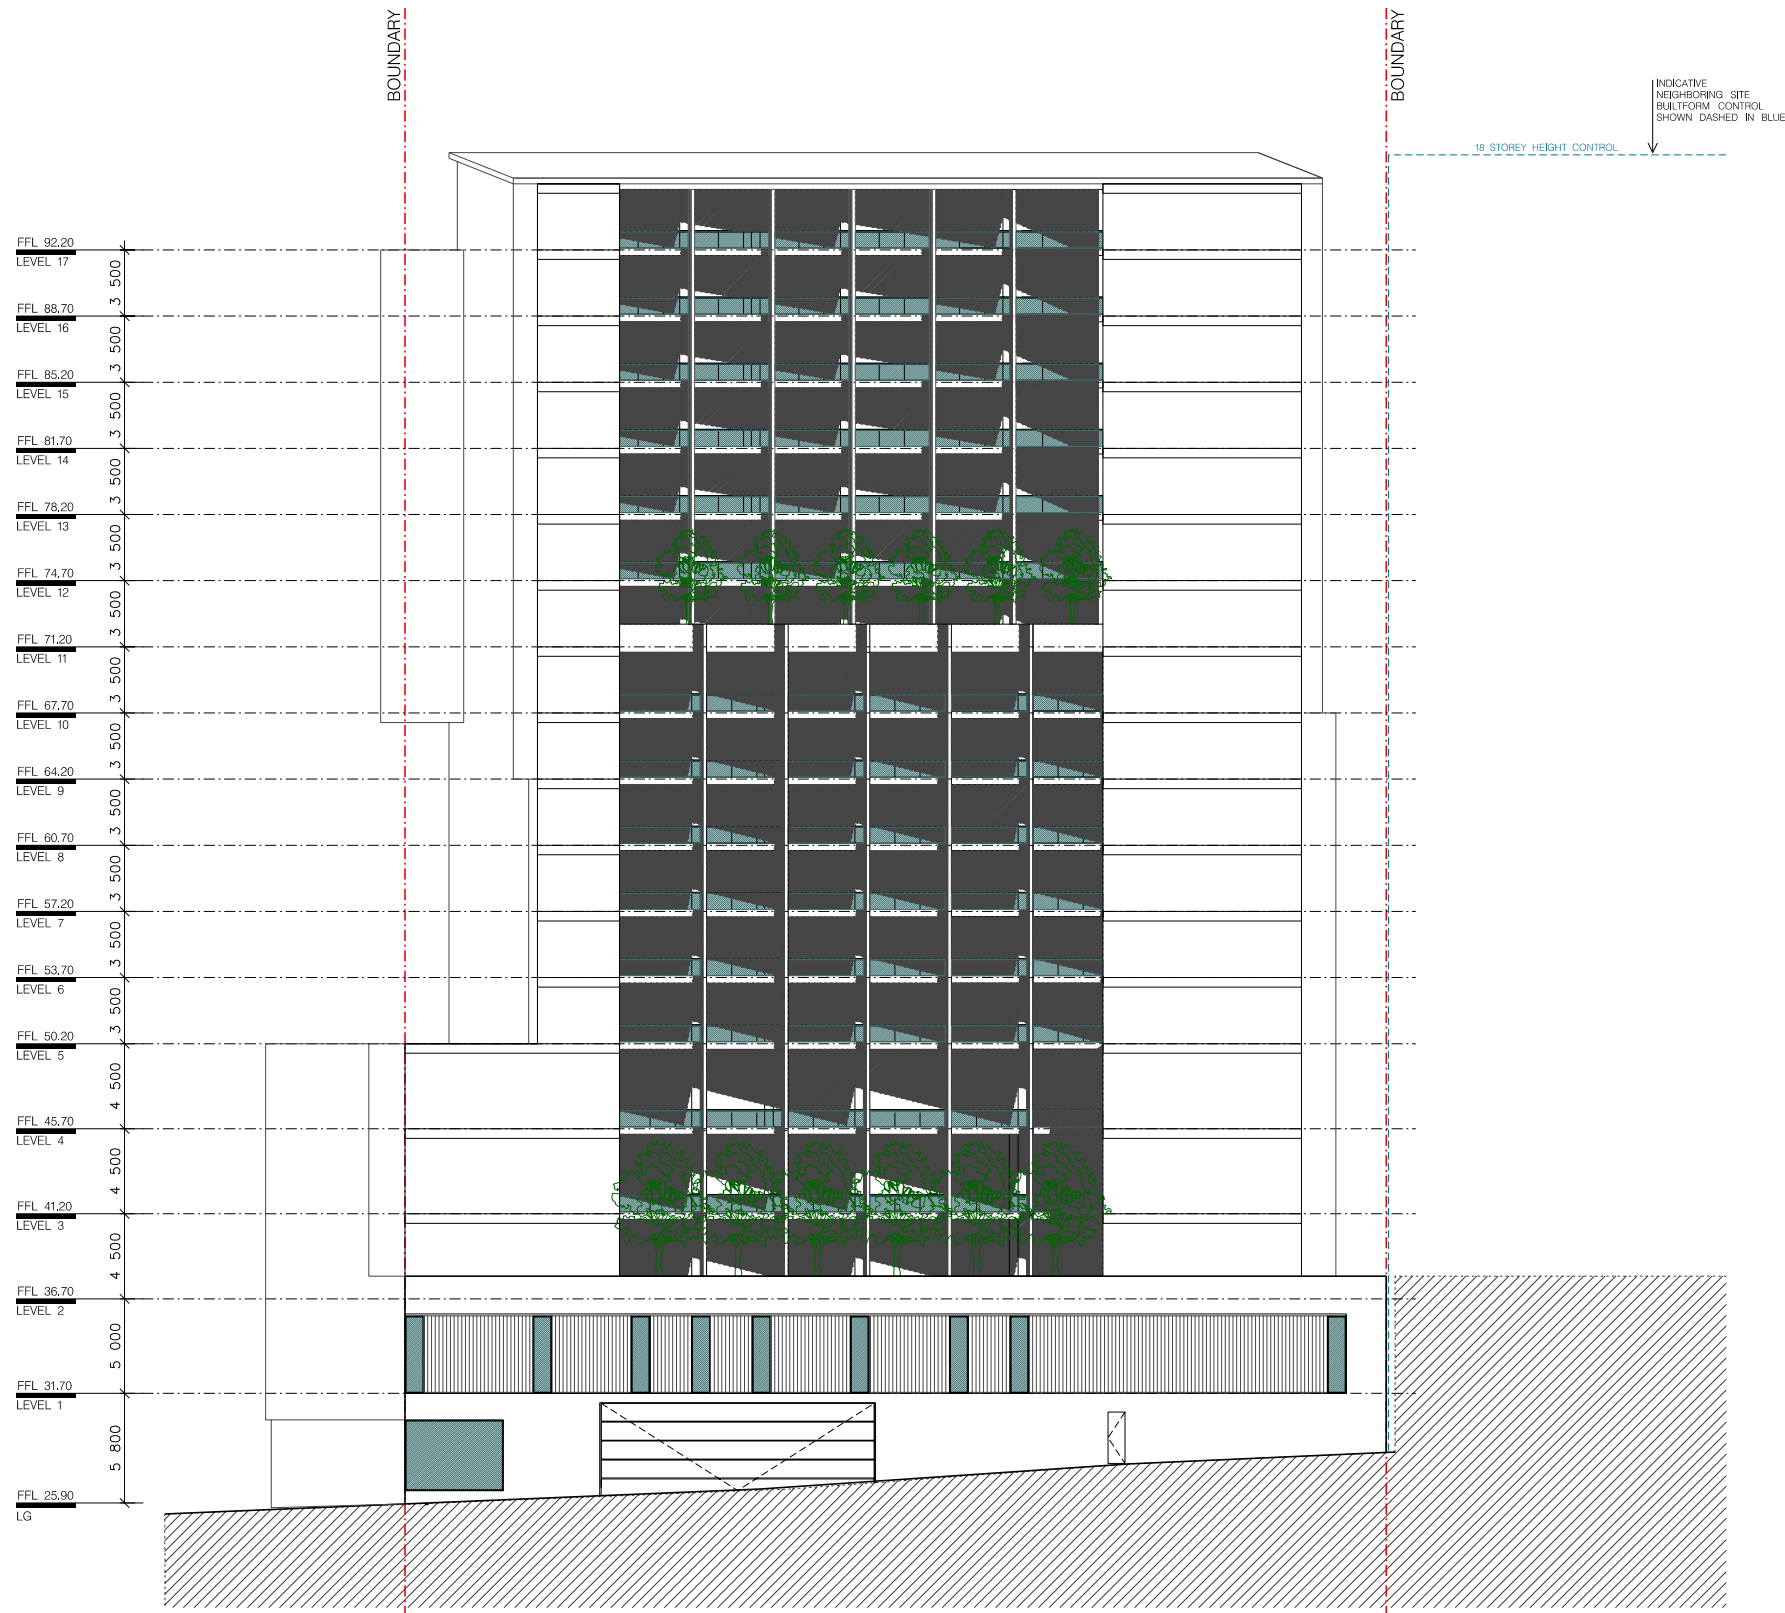 BOUNDARY
BOUNDARY
INDICATIVE
NEIGHBORING SITE
BUILTFORM CONTROL
SHOWN DASHED IN BLUE
18 STOREY HEIGHT CONTROL
FFL 92.20
LEVEL 17
3 500
FFL 88.70
LEVEL 16
3 500
FFL 85.20
LEVEL 15
3 500
FFL 81.70
LEVEL 14
3 500
FFL 78.20
LEVEL 13
3 500
FFL 74.70
LEVEL 12
3 500
FFL 71.20
LEVEL 11
3 500
FFL 67.70
LEVEL 10
3 500
FFL 64.20
LEVEL 9
3 500
FFL 60.70
LEVEL 8
3 500
FFL 57.20
LEVEL 7
3 500
FFL 53.70
LEVEL 6
3 500
FFL 50.20
LEVEL 5
4 500
FFL 45.70
LEVEL 4
4 500
FFL 41.20
LEVEL 3
4 500
FFL 36.70
LEVEL 2
5 000
FFL 31.70
LEVEL 1
5 800
FFL 25.90
LG